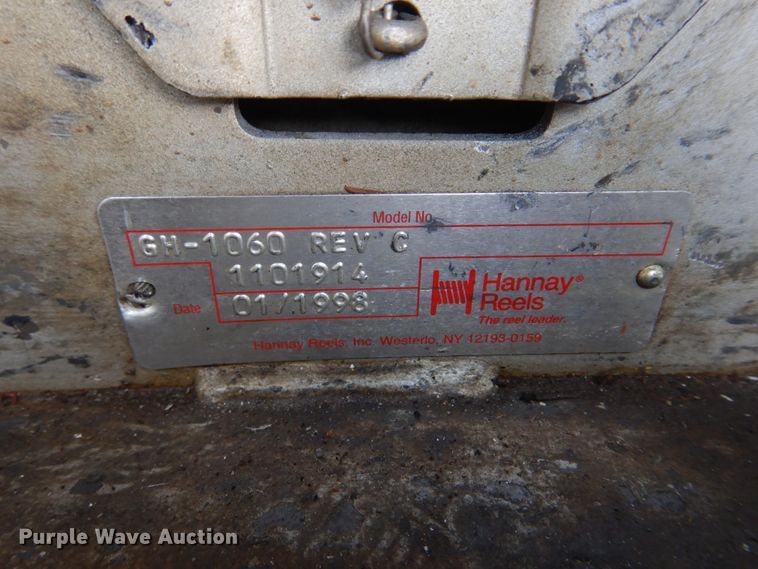 Model No.
GH-1060 REV C
1101914
Date 01/1998
Hannay®
Reels
The reel leader.
Hannay Reels, Inc. Westerlo, NY 12193-0159
Purple Wave Auction®